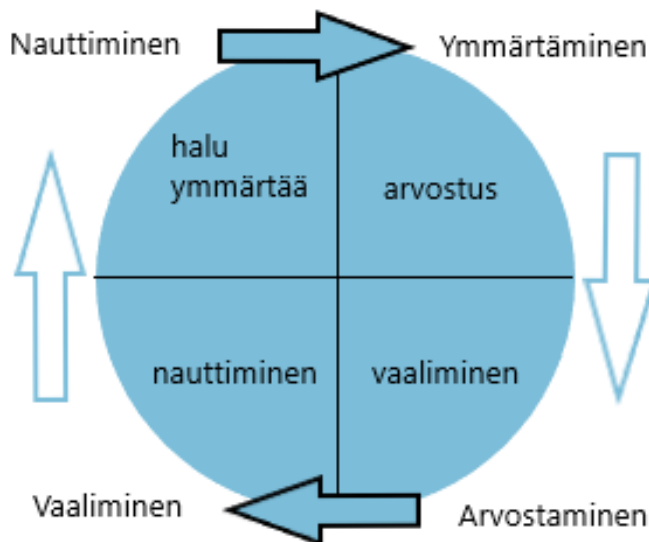 Nauttiminen
Ymmärtäminen
halu
ymmärtää
arvostus
nauttiminen
vaaliminen
Vaaliminen
Arvostaminen